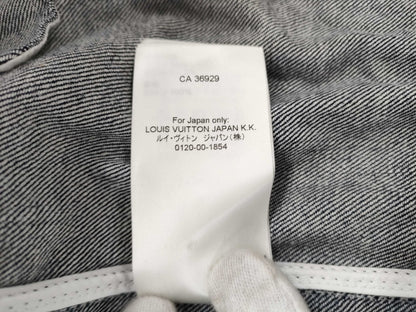 CA 36929
For Japan only:
LOUIS VUITTON JAPAN K.K.
ルイ・ヴィトン ジャパン(株)
0120-00-1854